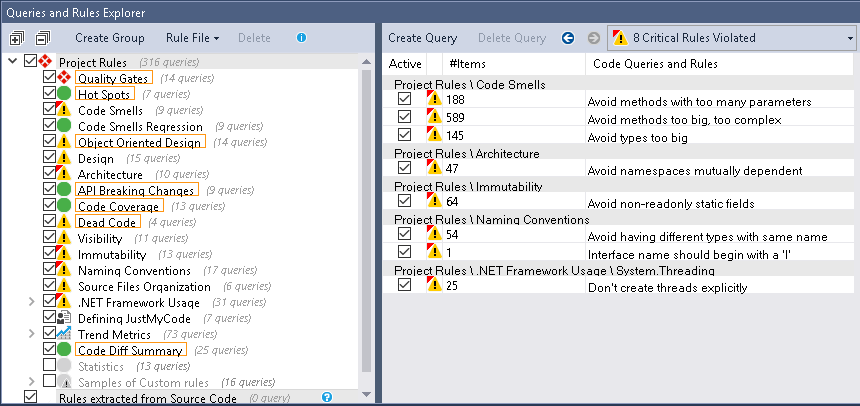 Queries and Rules Explorer
Create Group Rule File Delete
Project Rules (316 queries)
Quality Gates (14 queries)
Hot Spots (7 queries)
Code Smells (9 queries)
Code Smells Regression (9 queries)
Object Oriented Design (14 queries)
Design (15 queries)
Architecture (10 queries)
API Breaking Changes (9 queries)
Code Coverage (13 queries)
Dead Code (4 queries)
Visibility (11 queries)
Immutability (13 queries)
Naming Conventions (17 queries)
Source Files Organization (6 queries)
.NET Framework Usage (31 queries)
Defining JustMyCode (9 queries)
Trend Metrics (73 queries)
Code Diff Summary (25 queries)
Statistics (13 queries)
Samples of Custom rules (16 queries)
Rules extracted from Source Code (0 query)
Create Query Delete Query 8 Critical Rules Violated
Active #Items Code Queries and Rules
Project Rules \ Code Smells
188 Avoid methods with too many parameters
589 Avoid methods too big, too complex
145 Avoid types too big
Project Rules \ Architecture
47 Avoid namespaces mutually dependent
Project Rules \ Immutability
64 Avoid non-readonly static fields
Project Rules \ Naming Conventions
54 Avoid having different types with same name
1 Interface name should begin with a 'I'
Project Rules \ .NET Framework Usage \ System.Threading
25 Don't create threads explicitly